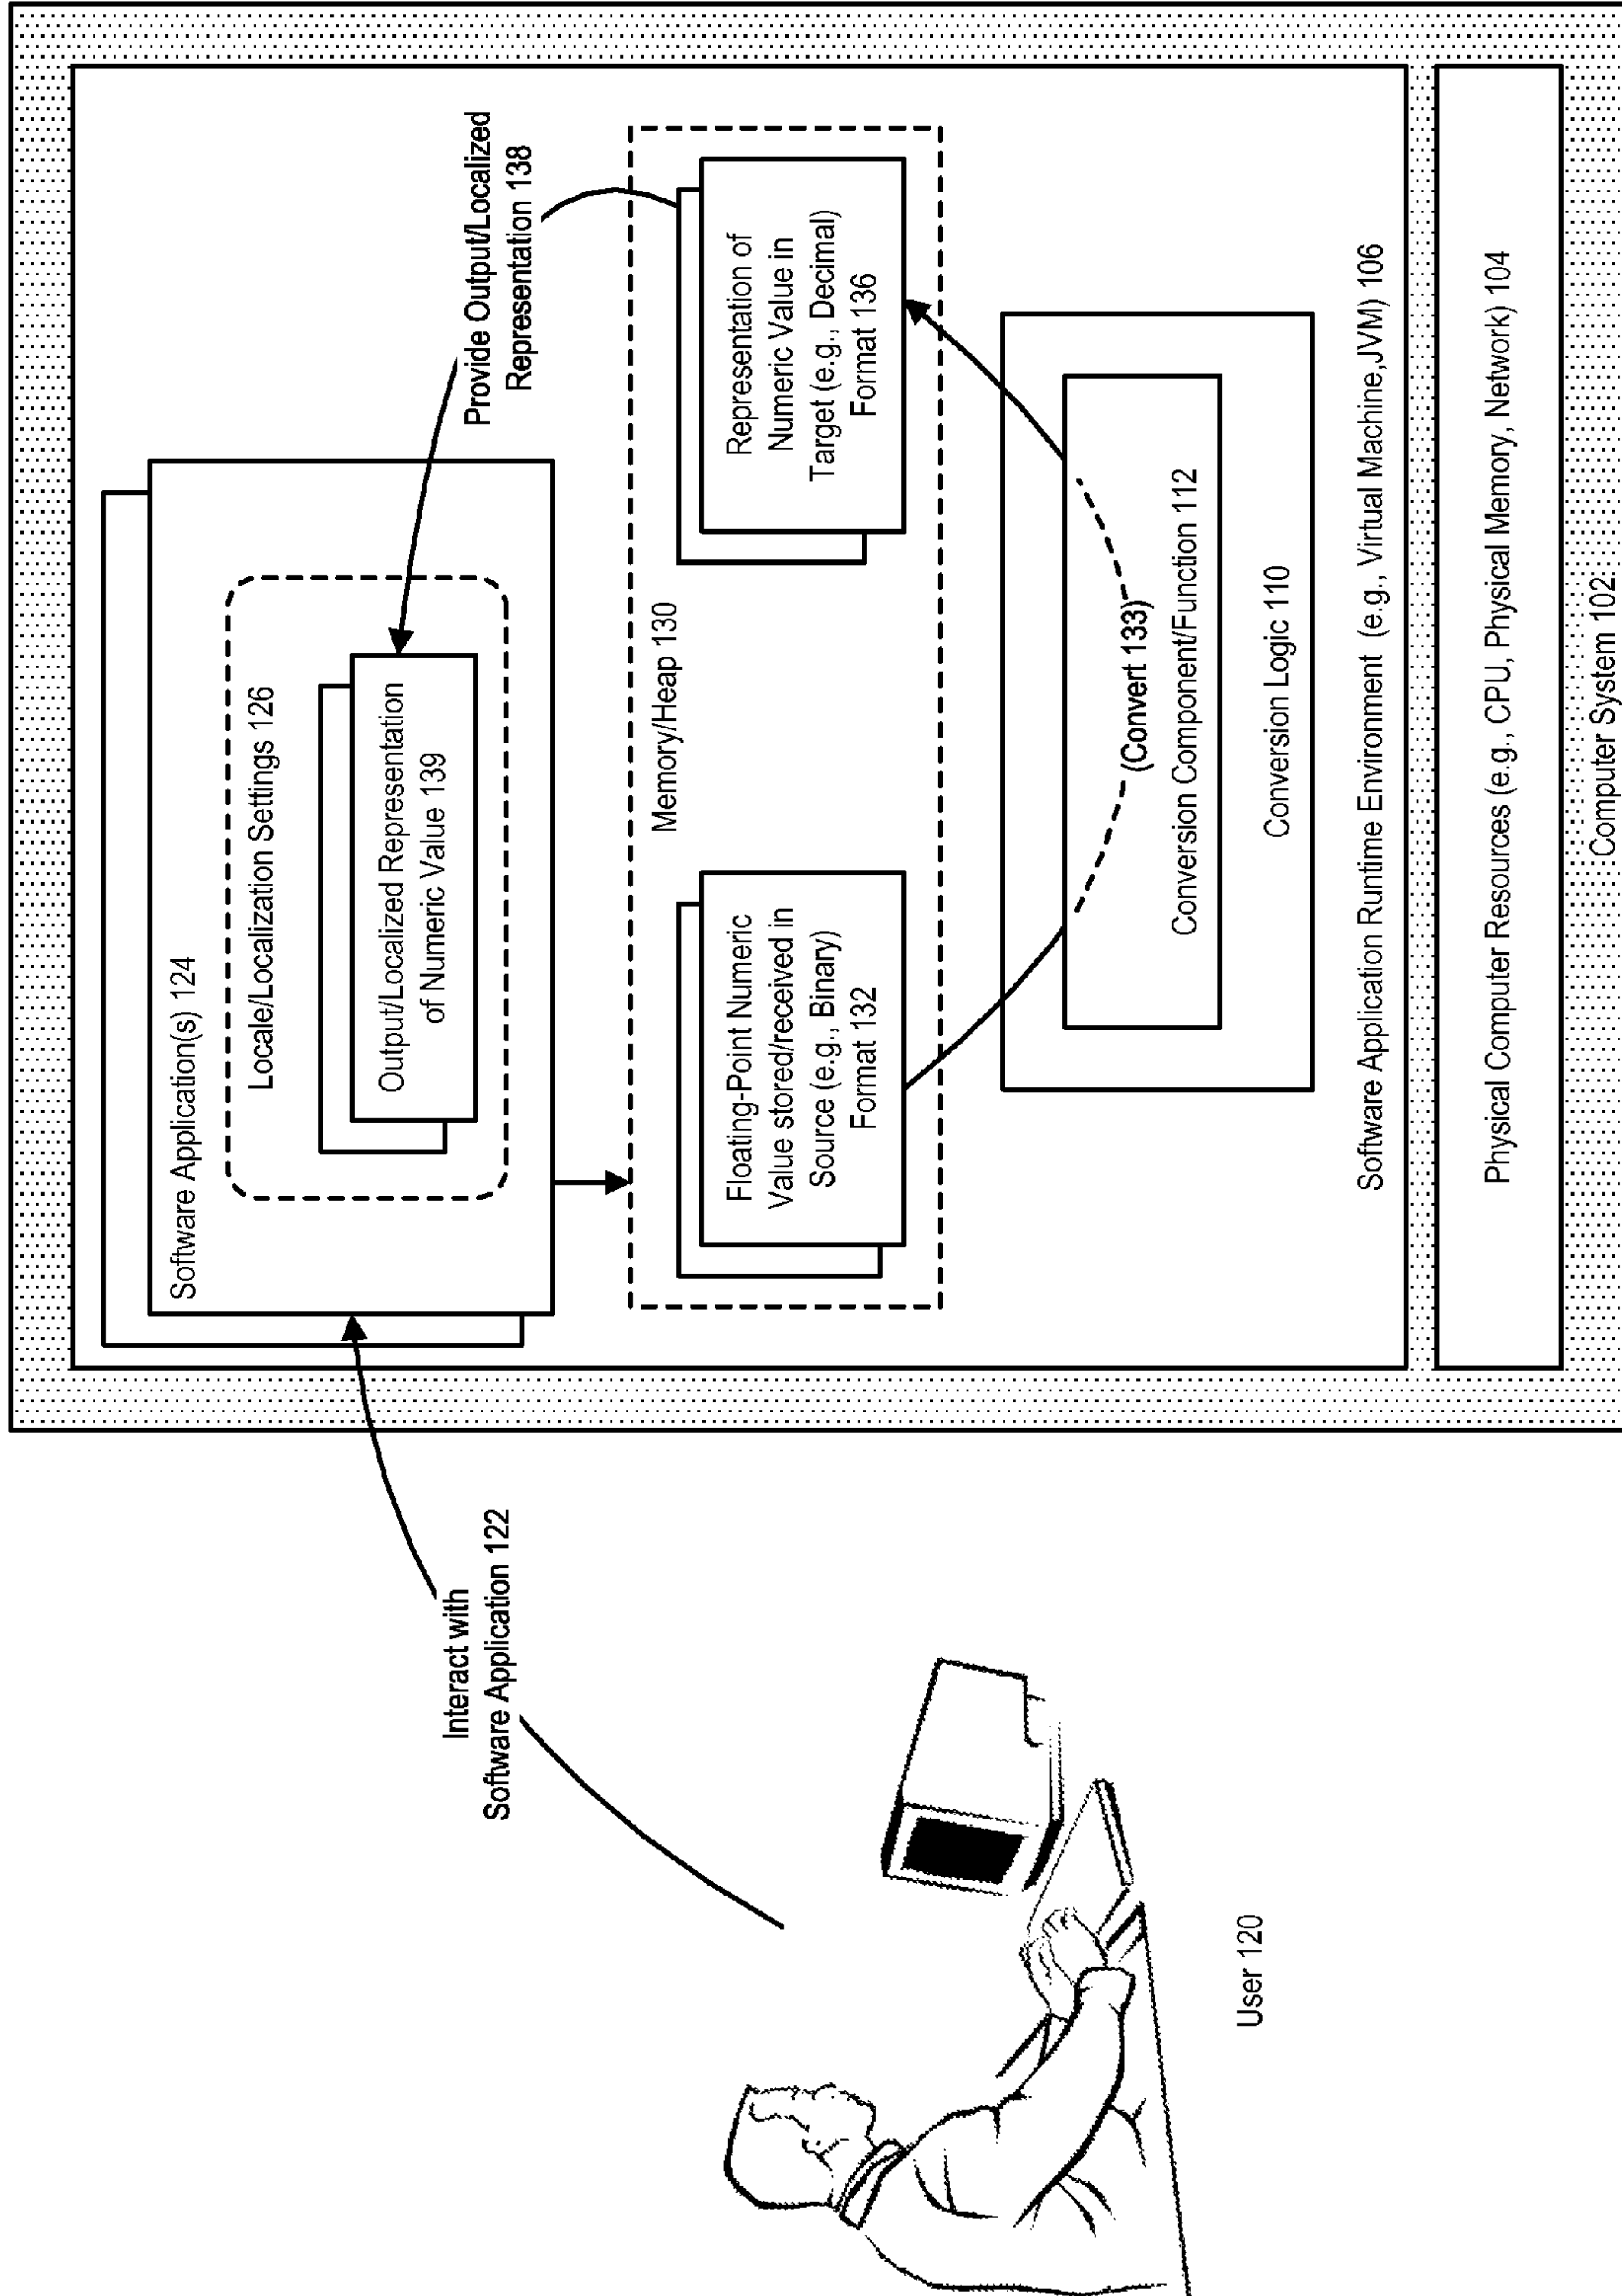 Interact with
Software Application 122
User 120
Software Application(s) 124
Locale/Localization Settings 126
Output/Localized Representation
of Numeric Value 139
Provide Output/Localized
Representation 138
Memory/Heap 130
Floating-Point Numeric
Value stored/received in
Source (e.g., Binary)
Format 132
Representation of
Numeric Value in
Target (e.g., Decimal)
Format 136
(Convert 133)
Conversion Component/Function 112
Conversion Logic 110
Software Application Runtime Environment (e.g., Virtual Machine,JVM) 106
Physical Computer Resources (e.g., CPU, Physical Memory, Network) 104
Computer System 102